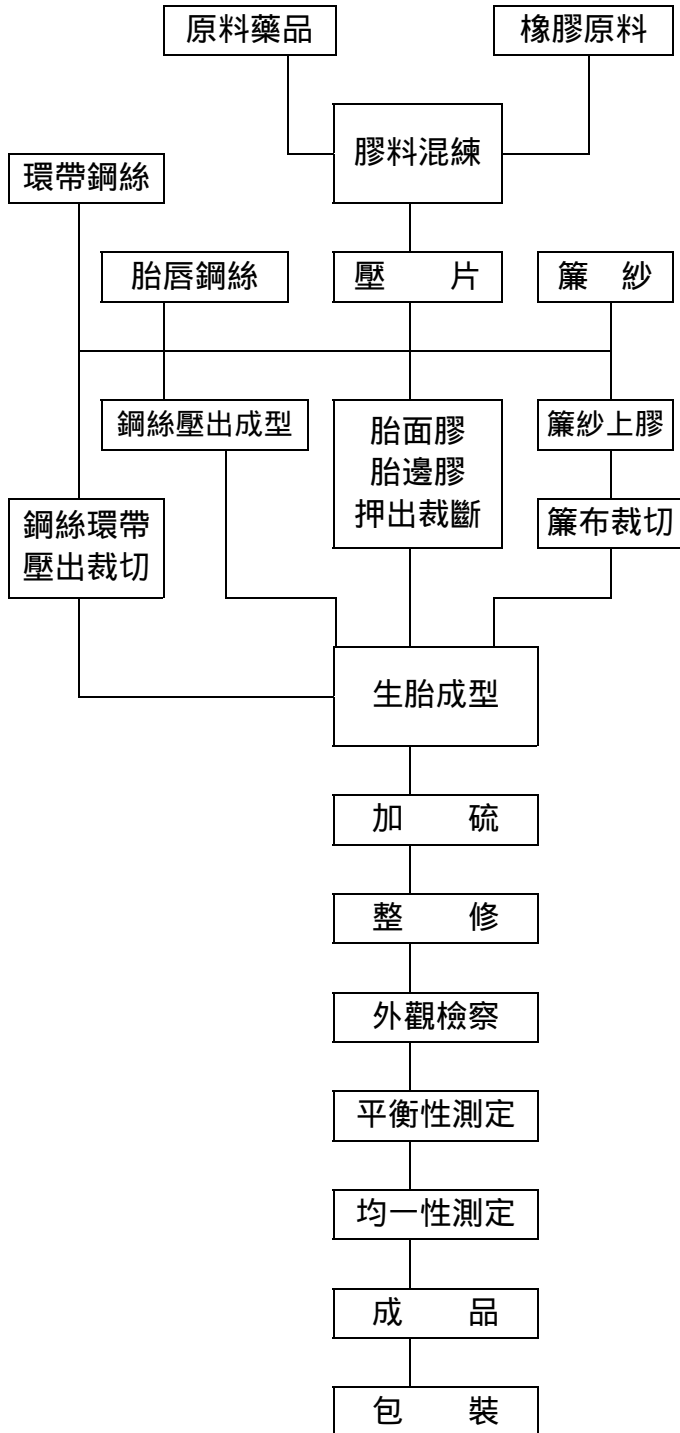 原料藥品
橡膠原料
膠料混練
環帶鋼絲
胎唇鋼絲
壓　　片
簾　紗
鋼絲壓出成型
胎面膠
胎邊膠
押出裁斷
簾紗上膠
鋼絲環帶
壓出裁切
簾布裁切
生胎成型
加　　硫
整　　修
外觀檢察
平衡性測定
均一性測定
成　　品
包　　裝